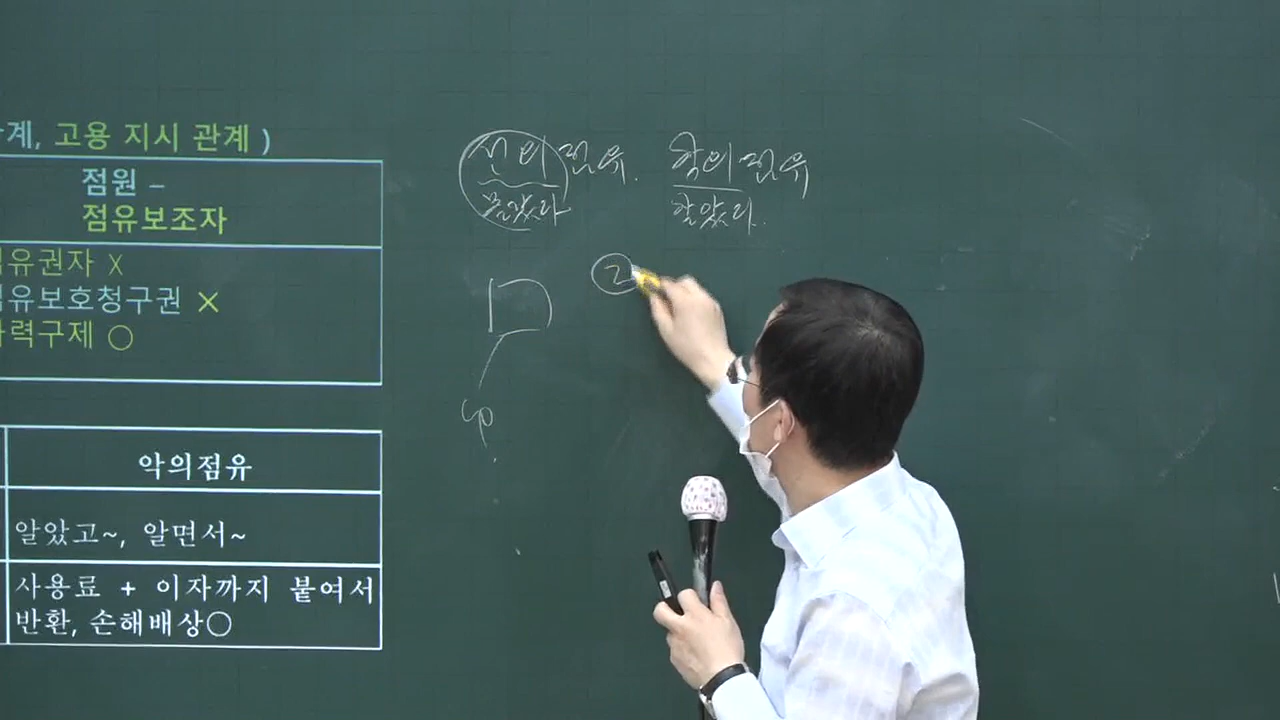 계, 고용 지시 관계 )
점원 –
점유보조자
유권자 X
유보호청구권 X
력구제 ○
악의점유
알았고~, 알면서~
사용료 + 이자까지 붙여서
반환, 손해배상○
선의점유. 악의점유
몰랐다 알았다.
②